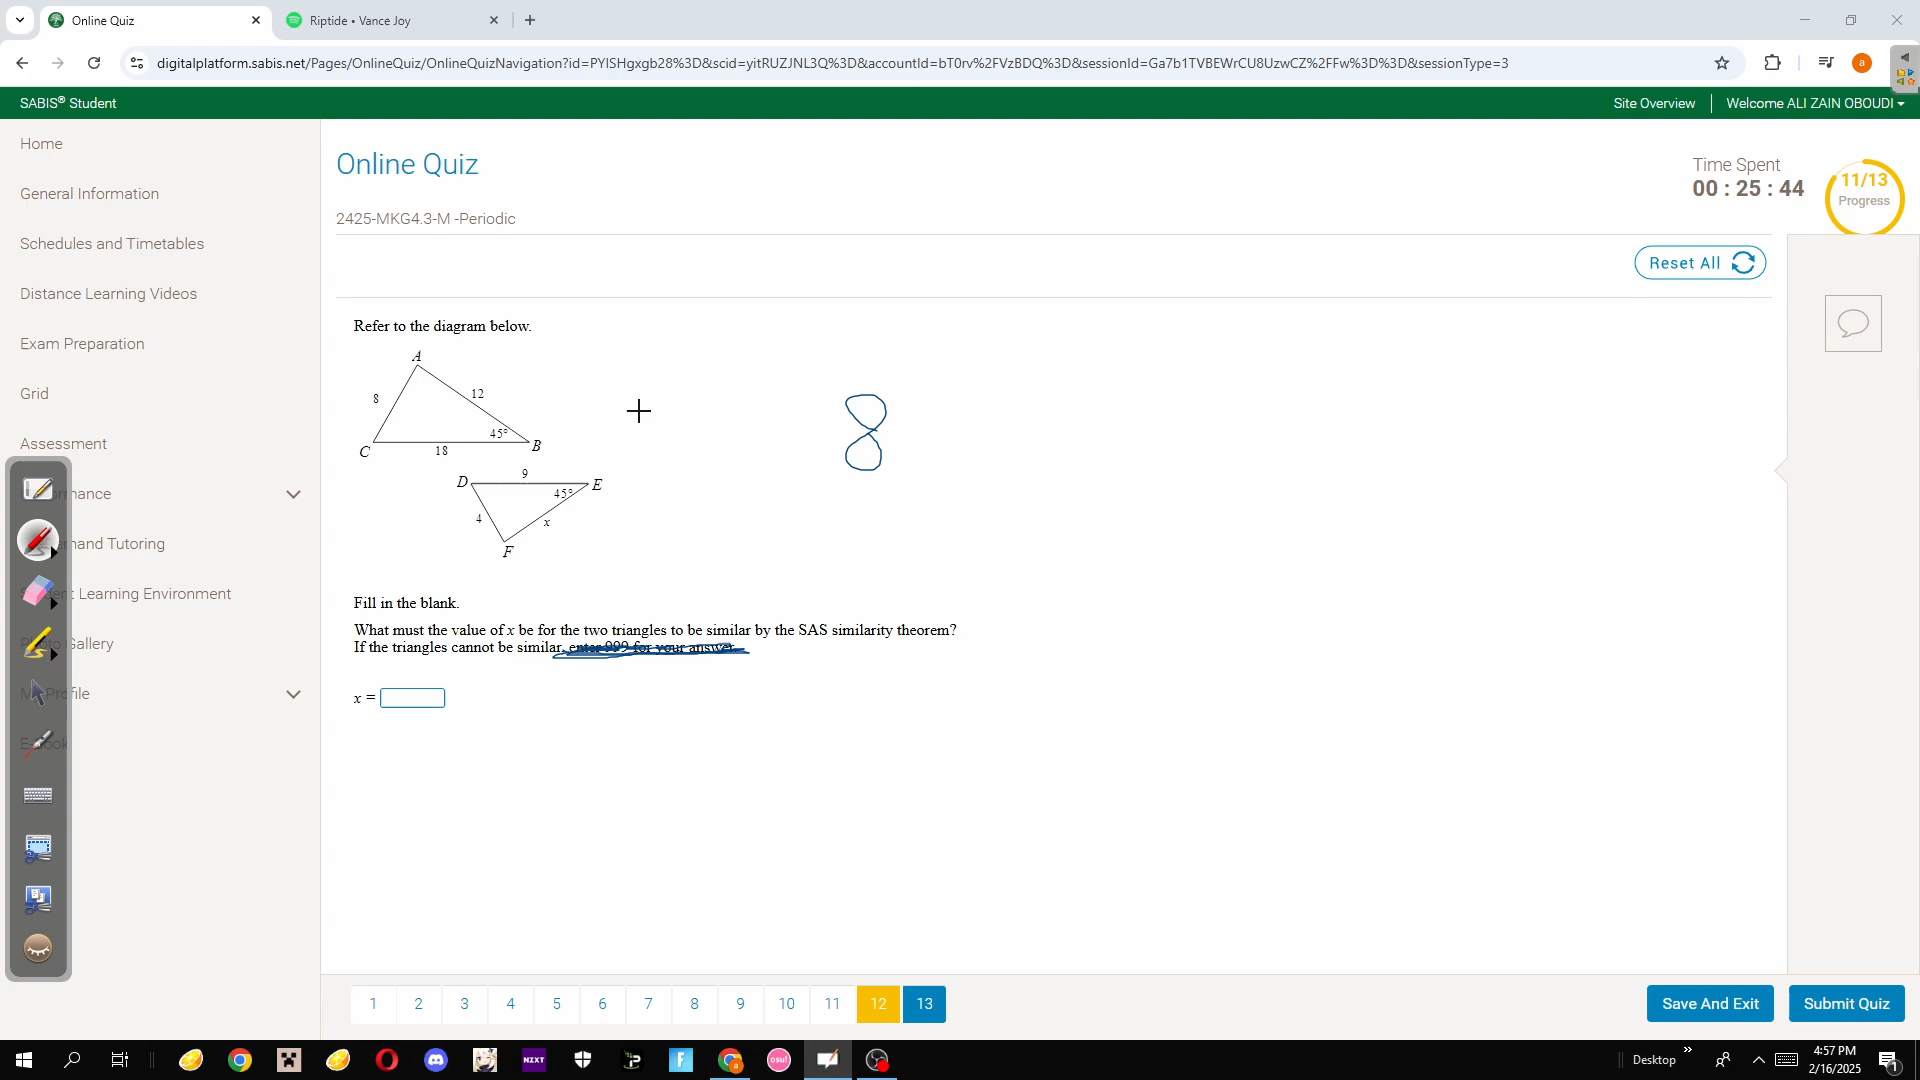 Online Quiz
Riptide • Vance Joy
digitalplatform.sabis.net/Pages/OnlineQuiz/OnlineQuizNavigation?id=PYlSHgxgb28%3D&scid=yitRUZJNL3Q%3D&accountId=bT0rv%2FVzBDQ%3D&sessionId=Ga7b1TVBEWrCU8UzwCZ%2FFw%3D%3D&sessionType=3
a
SABIS® Student
Site Overview
Welcome ALI ZAIN OBOUDI
Home
General Information
Schedules and Timetables
Distance Learning Videos
Exam Preparation
Grid
Assessment
Learning Environment
Online Quiz
2425-MKG4.3-M -Periodic
Time Spent
00 : 25 : 44
11/13
Progress
Reset All
Refer to the diagram below.
A
8
12
45°
C
18
B
D
9
E
45°
4
x
F
8
Fill in the blank.
What must the value of x be for the two triangles to be similar by the SAS similarity theorem?
If the triangles cannot be similar, enter 999 for your answer.
x =
1 2 3 4 5 6 7 8 9 10 11 12 13
Save And Exit
Submit Quiz
NZXT
osu!
Desktop
4:57 PM
2/16/2025
1